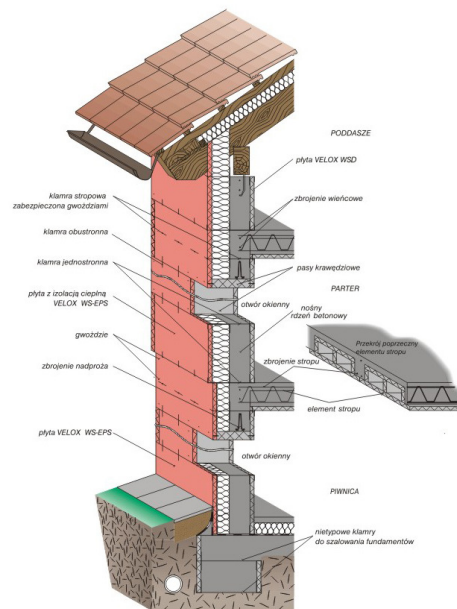 PODDASZE
płyta VELOX WSD
klamra stropowa
zabezpieczona gwoździami
zbrojenie wieńcowe
klamra obustronna
klamra jednostronna
pasy krawędziowe
PARTER
płyta z izolacją cieplną
VELOX WS-EPS
otwór okienny
nośny
rdzeń betonowy
gwoździe
Przekrój poprzeczny
elementu stropu
zbrojenie nadproża
zbrojenie stropu
element stropu
płyta VELOX WS-EPS
otwór okienny
PIWNICA
nietypowe klamry
do szalowania fundamentów